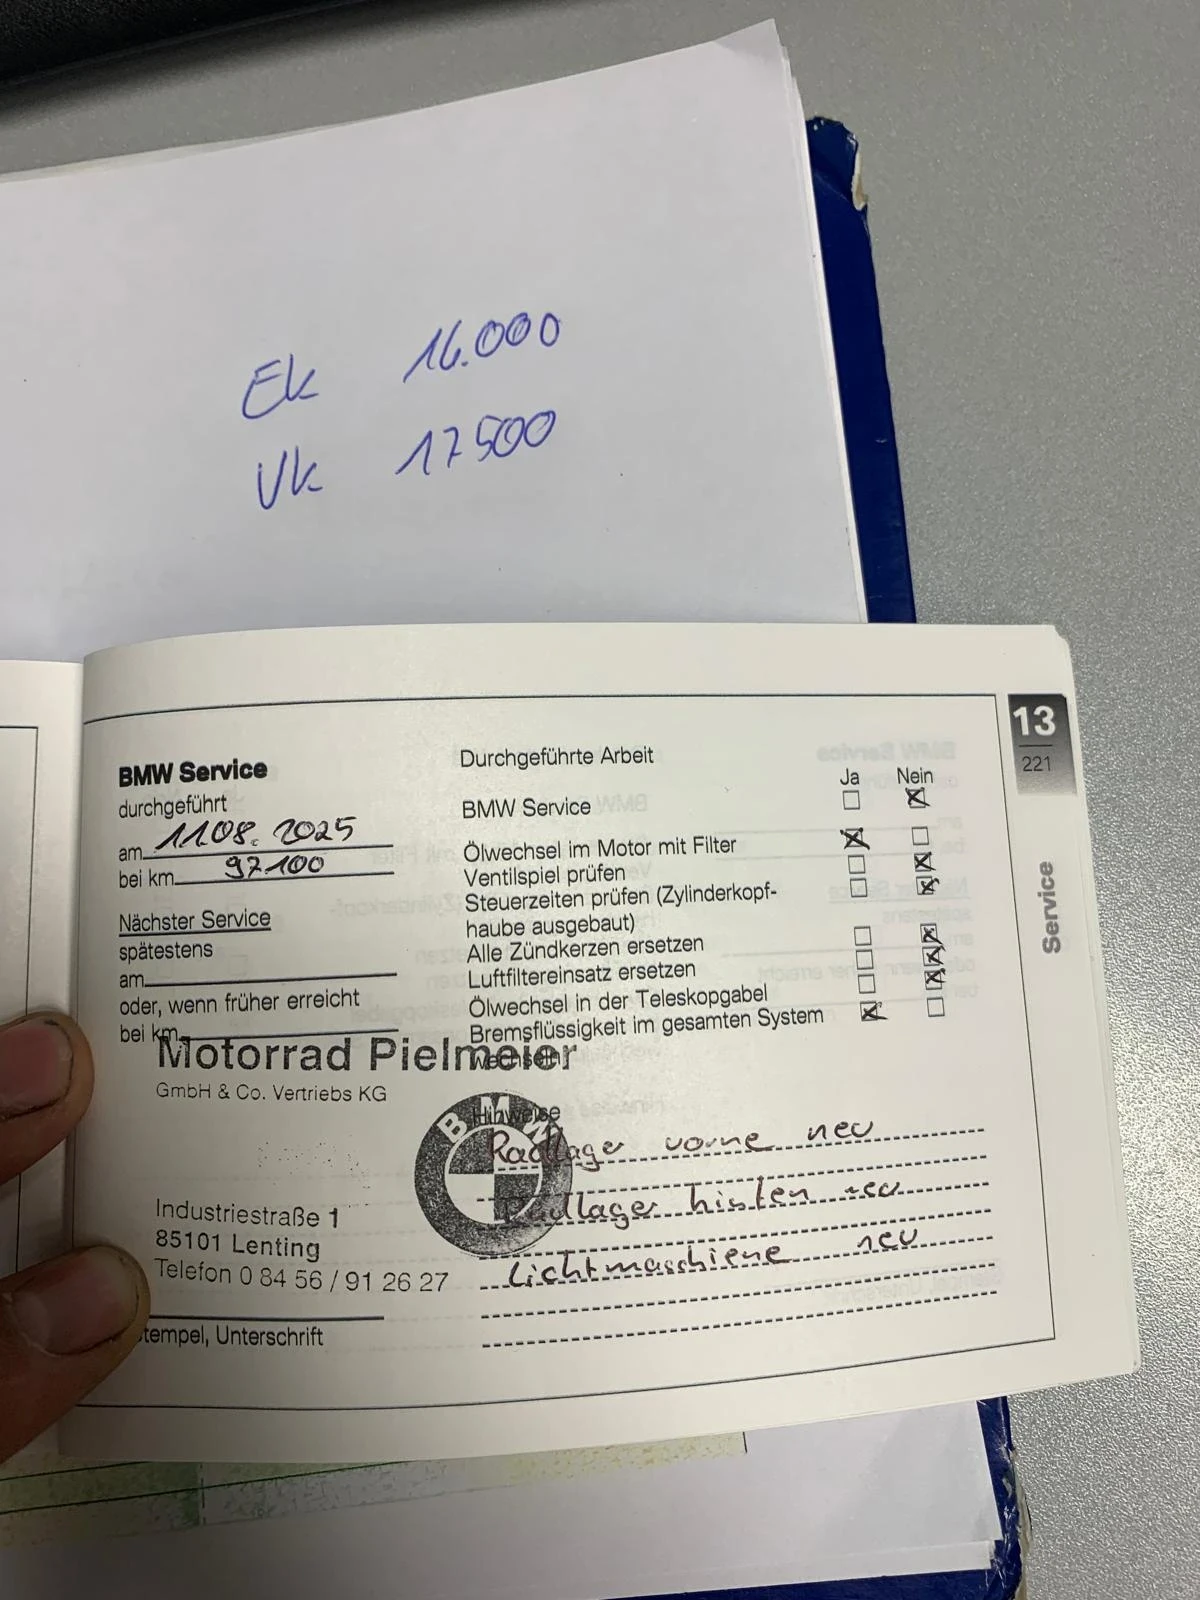 Ek 16.000
Vk 17500
13
221
Service
BMW Service
durchgeführt
am 11.08.2025
bei km 97100
Nächster Service
spätestens
am
oder, wenn früher erreicht
bei km
Motorrad Pielmeier
GmbH & Co. Vertriebs KG
Industriestraße 1
85101 Lenting
Telefon 0 84 56 / 91 26 27
Stempel, Unterschrift
Durchgeführte Arbeit
Ja Nein
BMW Service
Ölwechsel im Motor mit Filter
Ventilspiel prüfen
Steuerzeiten prüfen (Zylinderkopf-
haube ausgebaut)
Alle Zündkerzen ersetzen
Luftfiltereinsatz ersetzen
Ölwechsel in der Teleskopgabel
Bremsflüssigkeit im gesamten System
wechseln
Hinweise
BMW
Radlager vorne neu
Radlager hinten neu
Lichtmaschiene neu